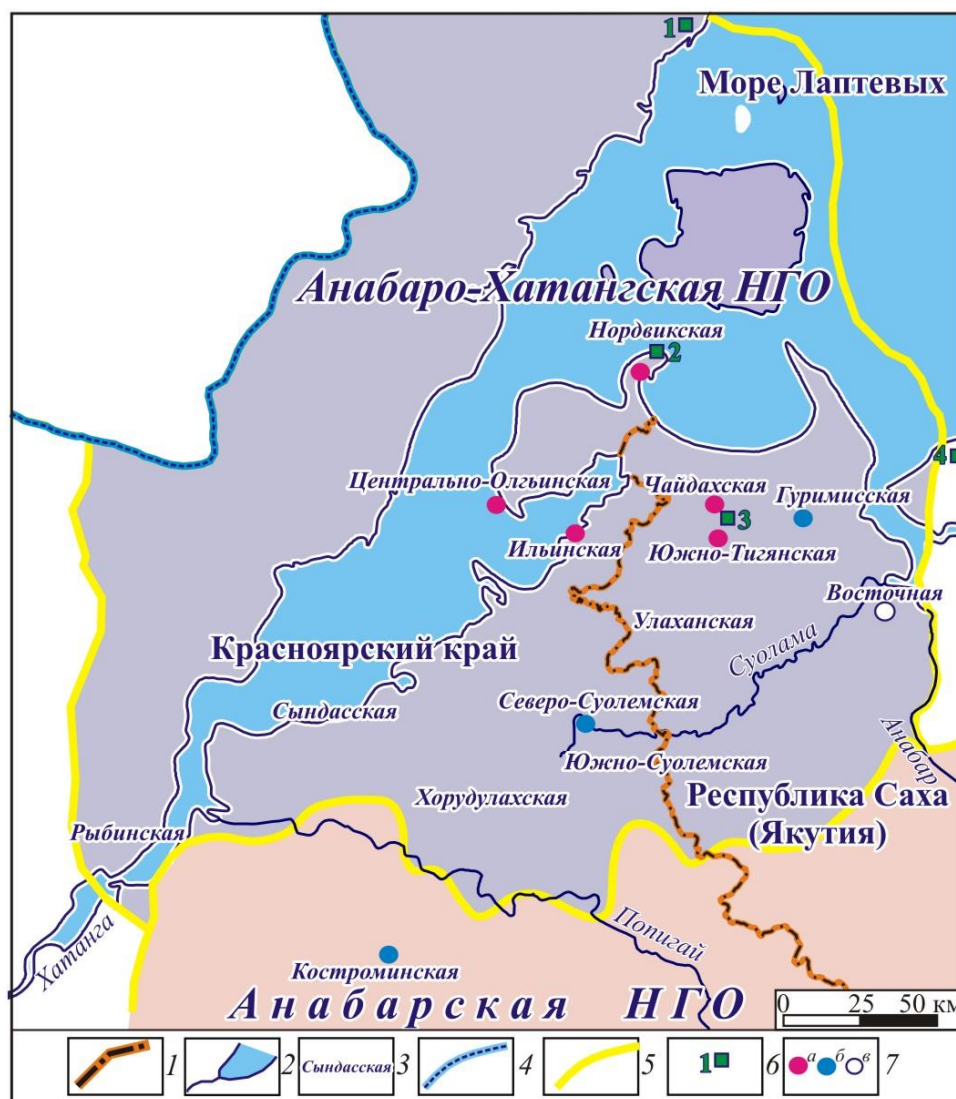 1
Море Лаптевых
Анабаро-Хатангская НГО
Нордвикская
2
4
Центрально-Олгьинская
Чайдахская
Гуримисская
3
Ильинская
Южно-Тигянская
Восточная
Улаханская
Суолама
Красноярский край
Сындасская
Северо-Суолемская
Южно-Суолемская
Анабар
Хорудулахская
Республика Саха
(Якутия)
Рыбинская
Хатанга
Попигай
Костроминская
Анабарская НГО
0 25 50 км
1 2 Сындасская 3 4 5 1 6 а б в 7